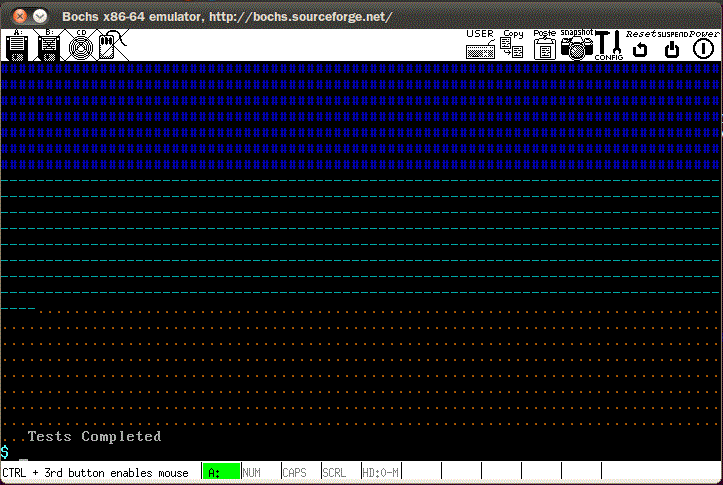 Bochs x86-64 emulator, http://bochs.sourceforge.net/
A: B: CD USER Copy Paste snapshot CONFIG Reset SUSPEND Power
...Tests Completed
$ _
CTRL + 3rd button enables mouse A: NUM CAPS SCRL HD:0-M